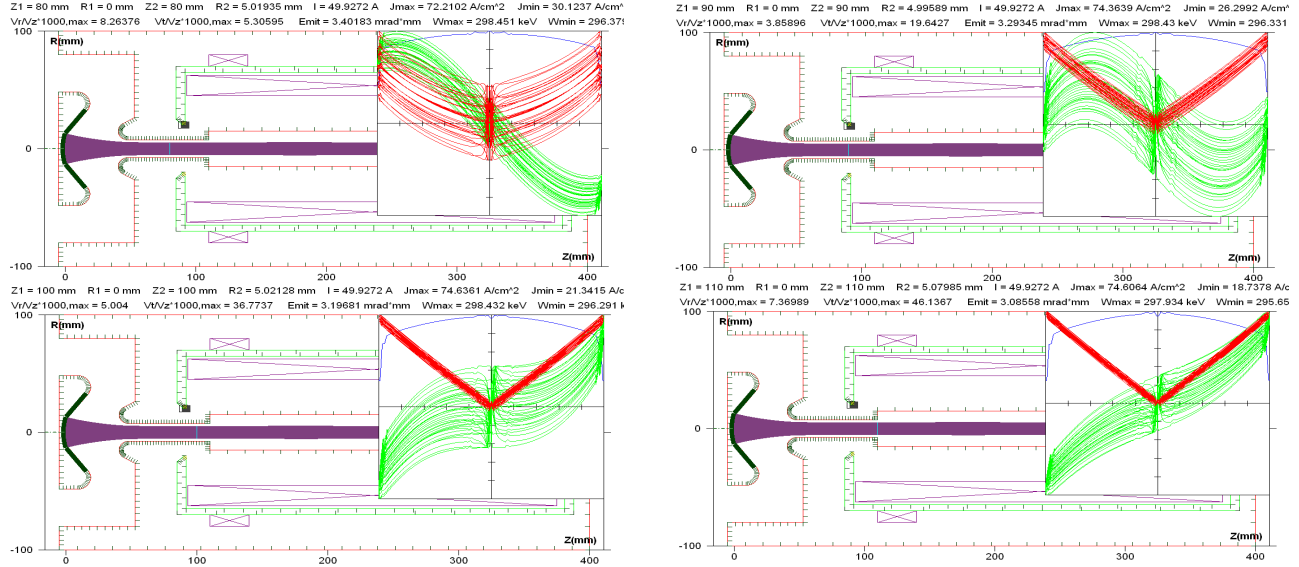 Z1 = 80 mm R1 = 0 mm Z2 = 80 mm R2 = 5.01935 mm I = 49.9272 A Jmax = 72.2102 A/cm^2 Jmin = 30.1237 A/cm^
Vr/Vz*1000,max = 8.26376 Vt/Vz*1000,max = 5.30595 Emit = 3.40183 mrad*mm Wmax = 298.451 keV Wmin = 296.379
100
R(mm)
0
-100
0
100
200
300
400
Z(mm)
Z1 = 90 mm R1 = 0 mm Z2 = 90 mm R2 = 4.99589 mm I = 49.9272 A Jmax = 74.3639 A/cm^2 Jmin = 26.2992 A/c
Vr/Vz*1000,max = 3.85896 Vt/Vz*1000,max = 19.6427 Emit = 3.29345 mrad*mm Wmax = 298.43 keV Wmin = 296.331
100
R(mm)
0
-100
0
100
200
300
400
Z(mm)
Z1 = 100 mm R1 = 0 mm Z2 = 100 mm R2 = 5.02128 mm I = 49.9272 A Jmax = 74.6361 A/cm^2 Jmin = 21.3415 A/c
Vr/Vz*1000,max = 5.004 Vt/Vz*1000,max = 36.7737 Emit = 3.19681 mrad*mm Wmax = 298.432 keV Wmin = 296.291 k
100
R(mm)
0
-100
0
100
200
300
400
Z(mm)
Z1 = 110 mm R1 = 0 mm Z2 = 110 mm R2 = 5.07985 mm I = 49.9272 A Jmax = 74.6064 A/cm^2 Jmin = 18.7378 A/c
Vr/Vz*1000,max = 7.36989 Vt/Vz*1000,max = 46.1367 Emit = 3.08558 mrad*mm Wmax = 297.934 keV Wmin = 295.65
100
R(mm)
0
-100
0
100
200
300
400
Z(mm)